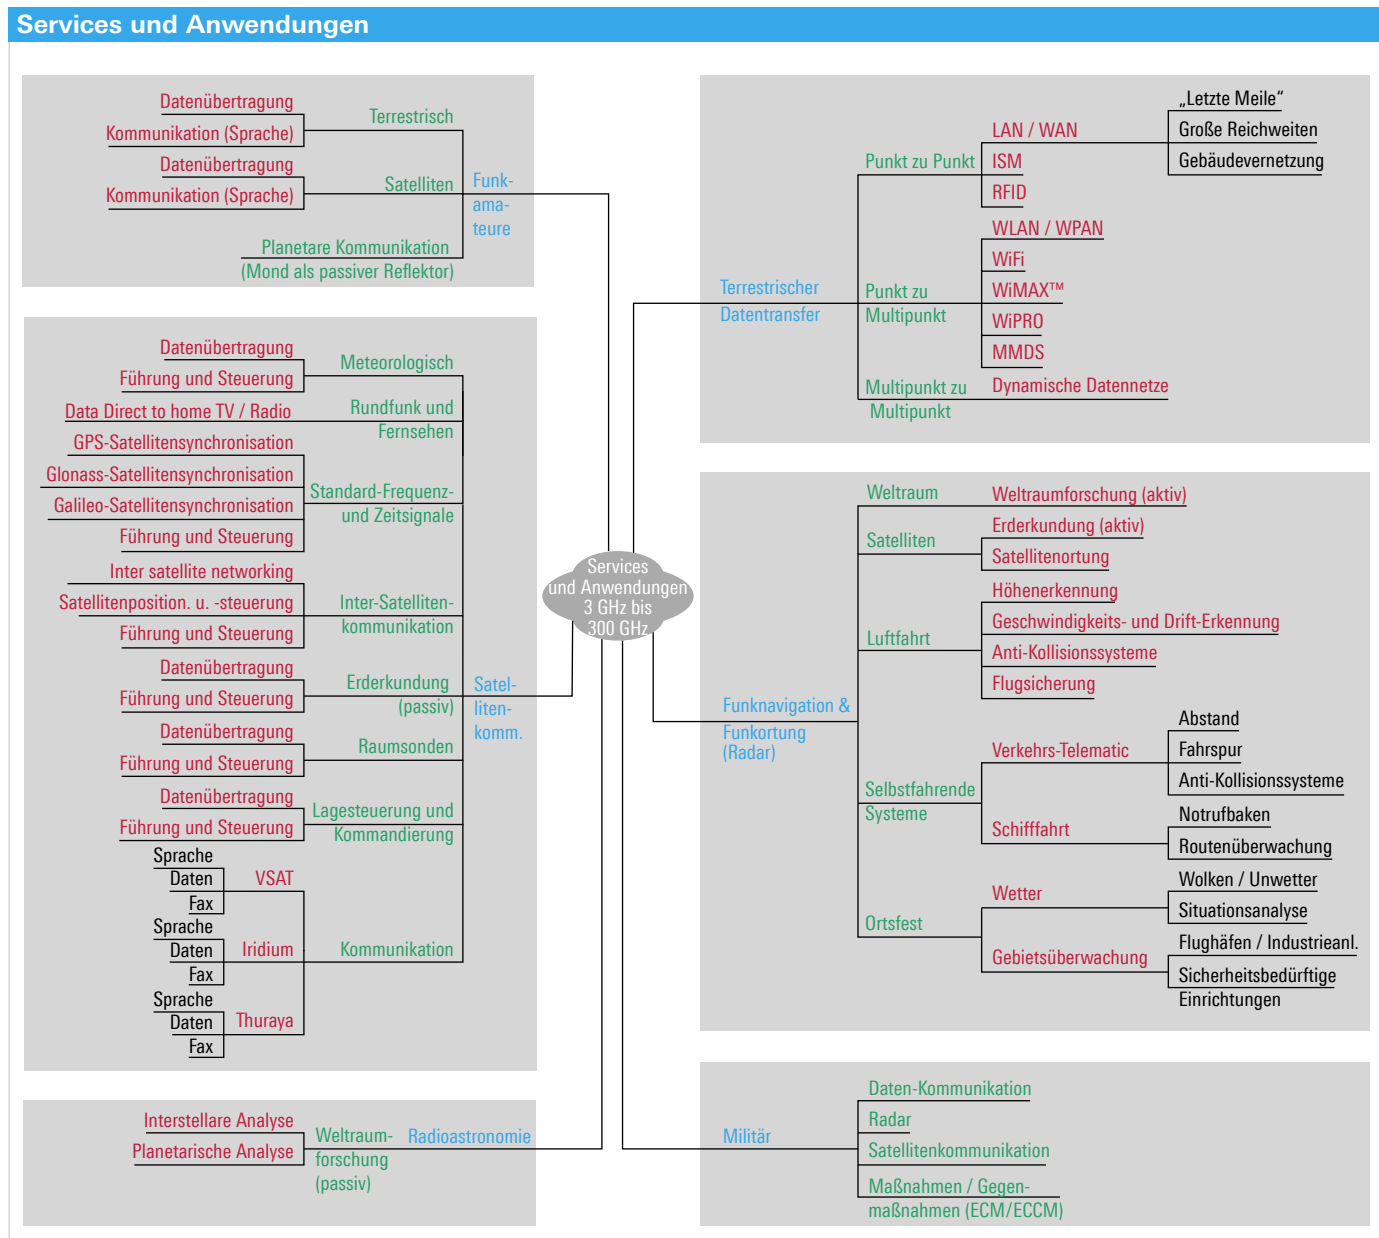 Services und Anwendungen
Datenübertragung
Kommunikation (Sprache)
Terrestrisch
Datenübertragung
Kommunikation (Sprache)
Satelliten
Planetare Kommunikation
(Mond als passiver Reflektor)
Funk-
ama-
teure
Datenübertragung
Führung und Steuerung
Meteorologisch
Data Direct to home TV / Radio
Rundfunk und
Fernsehen
GPS-Satellitensynchronisation
Glonass-Satellitensynchronisation
Galileo-Satellitensynchronisation
Führung und Steuerung
Standard-Frequenz-
und Zeitsignale
Inter satellite networking
Satellitenposition. u. -steuerung
Führung und Steuerung
Inter-Satelliten-
kommunikation
Datenübertragung
Führung und Steuerung
Erderkundung
(passiv)
Datenübertragung
Führung und Steuerung
Raumsonden
Datenübertragung
Führung und Steuerung
Lagesteuerung und
Kommandierung
Sprache
Daten
Fax
VSAT
Sprache
Daten
Fax
Iridium
Sprache
Daten
Fax
Thuraya
Kommunikation
Satel-
liten-
komm.
Interstellare Analyse
Planetarische Analyse
Weltraum-
forschung
(passiv)
Radioastronomie
Services
und Anwendungen
3 GHz bis
300 GHz
Terrestrischer
Datentransfer
Punkt zu Punkt
LAN / WAN
„Letzte Meile“
Große Reichweiten
Gebäudevernetzung
ISM
RFID
Punkt zu
Multipunkt
WLAN / WPAN
WiFi
WiMAX™
WiPRO
MMDS
Multipunkt zu
Multipunkt
Dynamische Datennetze
Funknavigation &
Funkortung
(Radar)
Weltraum
Weltraumforschung (aktiv)
Satelliten
Erderkundung (aktiv)
Satellitenortung
Luftfahrt
Höhenerkennung
Geschwindigkeits- und Drift-Erkennung
Anti-Kollisionssysteme
Flugsicherung
Selbstfahrende
Systeme
Verkehrs-Telematic
Abstand
Fahrspur
Anti-Kollisionssysteme
Schifffahrt
Notrufbaken
Routenüberwachung
Ortsfest
Wetter
Wolken / Unwetter
Situationsanalyse
Gebietsüberwachung
Flughäfen / Industrieanl.
Sicherheitsbedürftige
Einrichtungen
Militär
Daten-Kommunikation
Radar
Satellitenkommunikation
Maßnahmen / Gegen-
maßnahmen (ECM/ECCM)